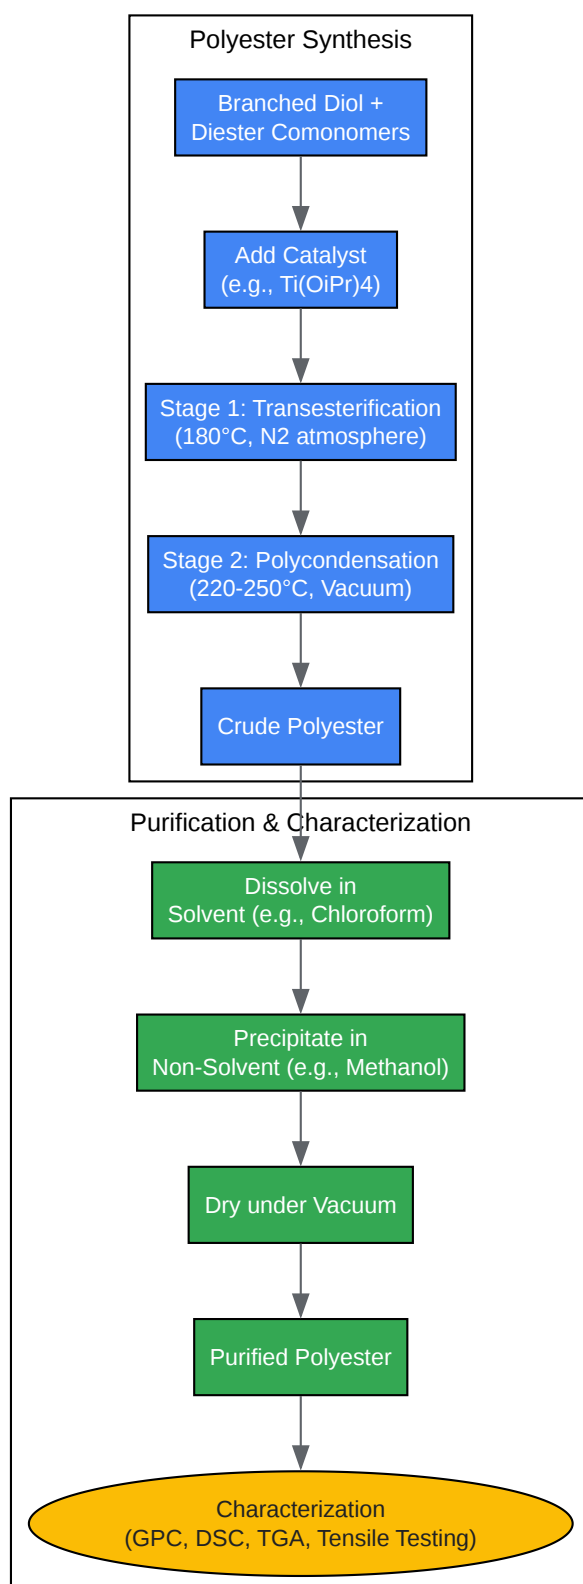 Polyester Synthesis
Branched Diol +
Diester Comonomers
Add Catalyst
(e.g., Ti(OiPr)4)
Stage 1: Transesterification
(180°C, N2 atmosphere)
Stage 2: Polycondensation
(220-250°C, Vacuum)
Crude Polyester
Purification & Characterization
Dissolve in
Solvent (e.g., Chloroform)
Precipitate in
Non-Solvent (e.g., Methanol)
Dry under Vacuum
Purified Polyester
Characterization
(GPC, DSC, TGA, Tensile Testing)